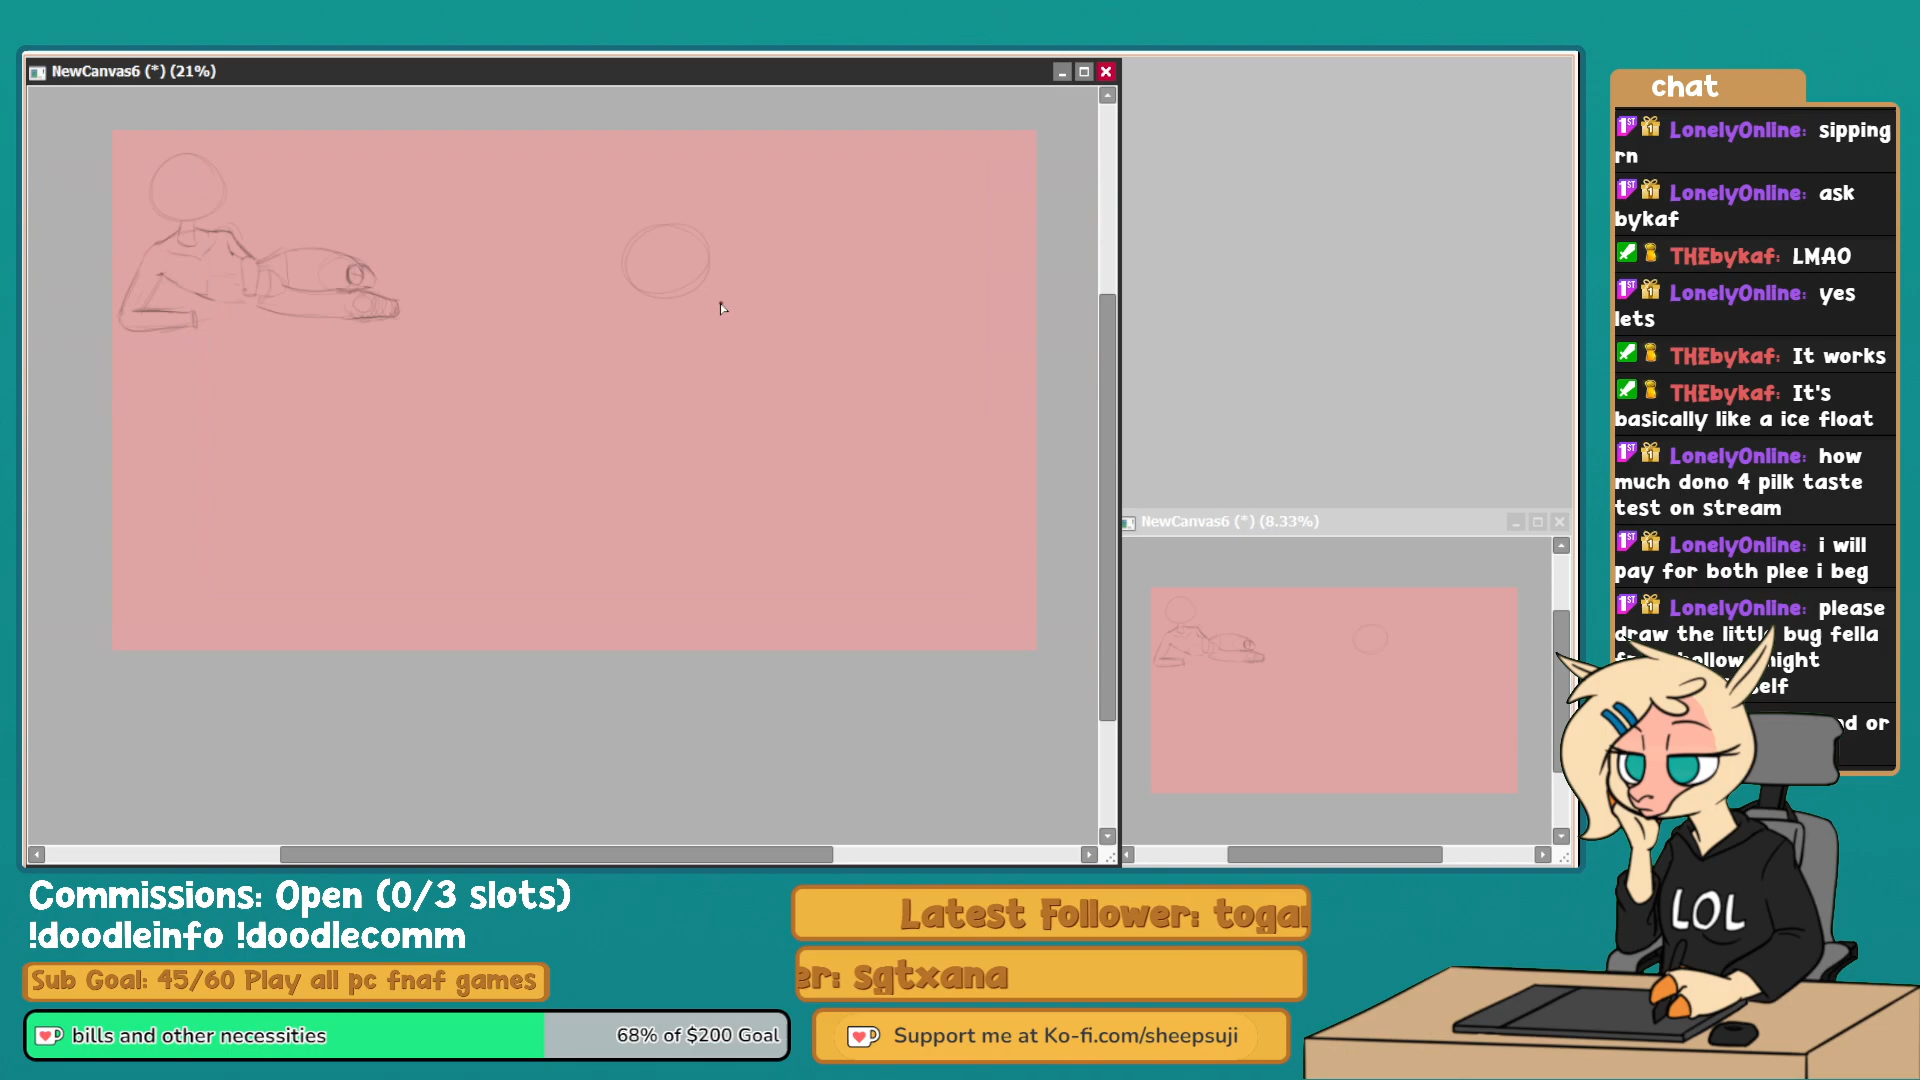 NewCanvas6 (*) (21%)
NewCanvas6 (*) (8.33%)
chat
LonelyOnline: sipping
rn
LonelyOnline: ask
bykaf
THEbykaf: LMAO
LonelyOnline: yes
lets
THEbykaf: It works
THEbykaf: It's
basically like a ice float
LonelyOnline: how
much dono 4 pilk taste
test on stream
LonelyOnline: i will
pay for both plee i beg
LonelyOnline: please
draw the little bug fella
or
LOL
Commissions: Open (0/3 slots)
!doodleinfo !doodlecomm
Sub Goal: 45/60 Play all pc fnaf games
bills and other necessities
68% of $200 Goal
Latest Follower:
sgtxana
Support me at Ko-fi.com/sheepsuji